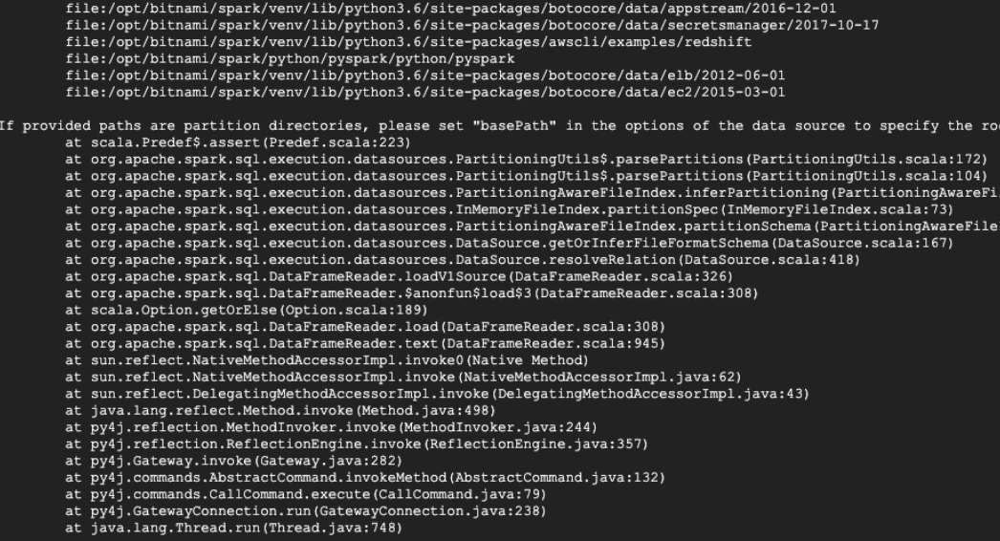 file:/opt/bitnami/spark/venv/lib/python3.6/site-packages/botocore/data/appstream/2016-12-01
file:/opt/bitnami/spark/venv/lib/python3.6/site-packages/botocore/data/secretsmanager/2017-10-17
file:/opt/bitnami/spark/venv/lib/python3.6/site-packages/awscli/examples/redshift
file:/opt/bitnami/spark/python/pyspark/python/pyspark
file:/opt/bitnami/spark/venv/lib/python3.6/site-packages/botocore/data/elb/2012-06-01
file:/opt/bitnami/spark/venv/lib/python3.6/site-packages/botocore/data/ec2/2015-03-01
If provided paths are partition directories, please set "basePath" in the options of the data source to specify the ro
at scala.Predef$.assert(Predef.scala:223)
at org.apache.spark.sql.execution.datasources.PartitioningUtils$.parsePartitions(PartitioningUtils.scala:172)
at org.apache.spark.sql.execution.datasources.PartitioningUtils$.parsePartitions(PartitioningUtils.scala:104)
at org.apache.spark.sql.execution.datasources.PartitioningAwareFileIndex.inferPartitioning(PartitioningAwareFi
at org.apache.spark.sql.execution.datasources.InMemoryFileIndex.partitionSpec(InMemoryFileIndex.scala:73)
at org.apache.spark.sql.execution.datasources.PartitioningAwareFileIndex.partitionSchema(PartitioningAwareFile
at org.apache.spark.sql.execution.datasources.DataSource.getOrInferFileFormatSchema(DataSource.scala:167)
at org.apache.spark.sql.execution.datasources.DataSource.resolveRelation(DataSource.scala:418)
at org.apache.spark.sql.DataFrameReader.loadV1Source(DataFrameReader.scala:326)
at org.apache.spark.sql.DataFrameReader.$anonfun$load$3(DataFrameReader.scala:308)
at scala.Option.getOrElse(Option.scala:189)
at org.apache.spark.sql.DataFrameReader.load(DataFrameReader.scala:308)
at org.apache.spark.sql.DataFrameReader.text(DataFrameReader.scala:945)
at sun.reflect.NativeMethodAccessorImpl.invoke0(Native Method)
at sun.reflect.NativeMethodAccessorImpl.invoke(NativeMethodAccessorImpl.java:62)
at sun.reflect.DelegatingMethodAccessorImpl.invoke(DelegatingMethodAccessorImpl.java:43)
at java.lang.reflect.Method.invoke(Method.java:498)
at py4j.reflection.MethodInvoker.invoke(MethodInvoker.java:244)
at py4j.reflection.ReflectionEngine.invoke(ReflectionEngine.java:357)
at py4j.Gateway.invoke(Gateway.java:282)
at py4j.commands.AbstractCommand.invokeMethod(AbstractCommand.java:132)
at py4j.commands.CallCommand.execute(CallCommand.java:79)
at py4j.GatewayConnection.run(GatewayConnection.java:238)
at java.lang.Thread.run(Thread.java:748)